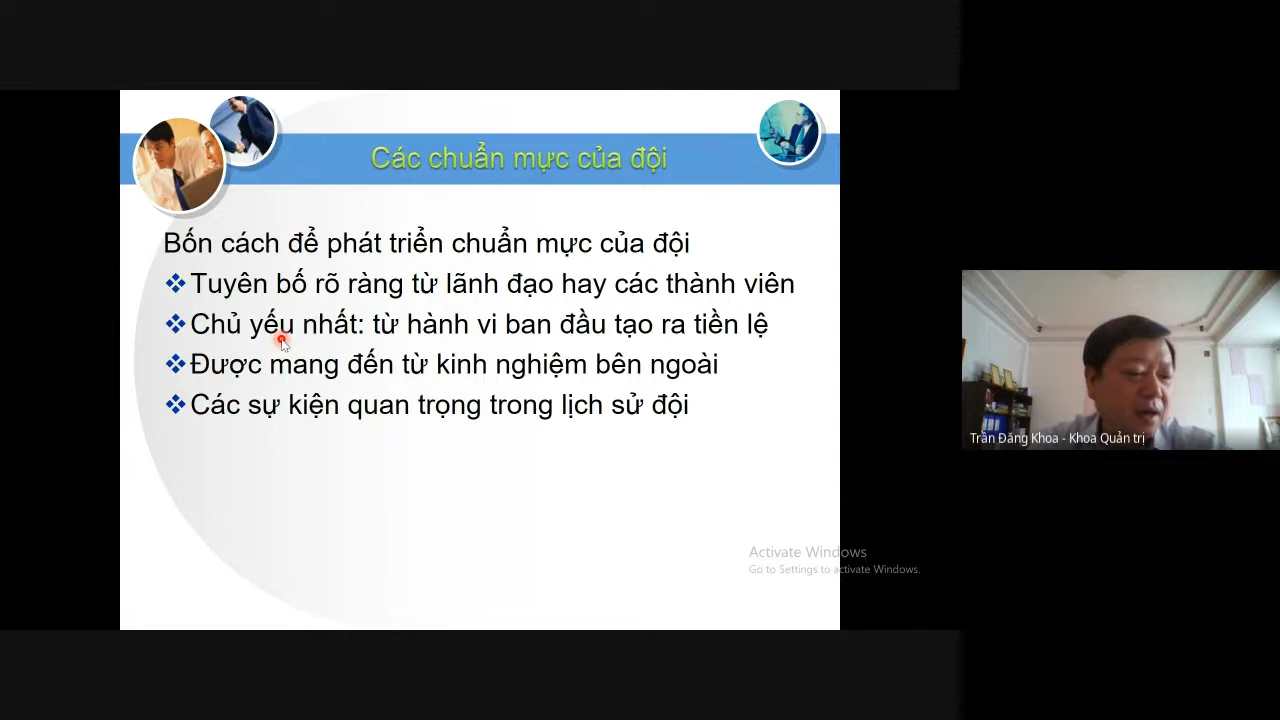 Các chuẩn mực của đội
Bốn cách để phát triển chuẩn mực của đội
Tuyên bố rõ ràng từ lãnh đạo hay các thành viên
Chủ yếu nhất: từ hành vi ban đầu tạo ra tiền lệ
Được mang đến từ kinh nghiệm bên ngoài
Các sự kiện quan trọng trong lịch sử đội
Trần Đăng Khoa - Khoa Quản trị
Activate Windows
Go to Settings to activate Windows.